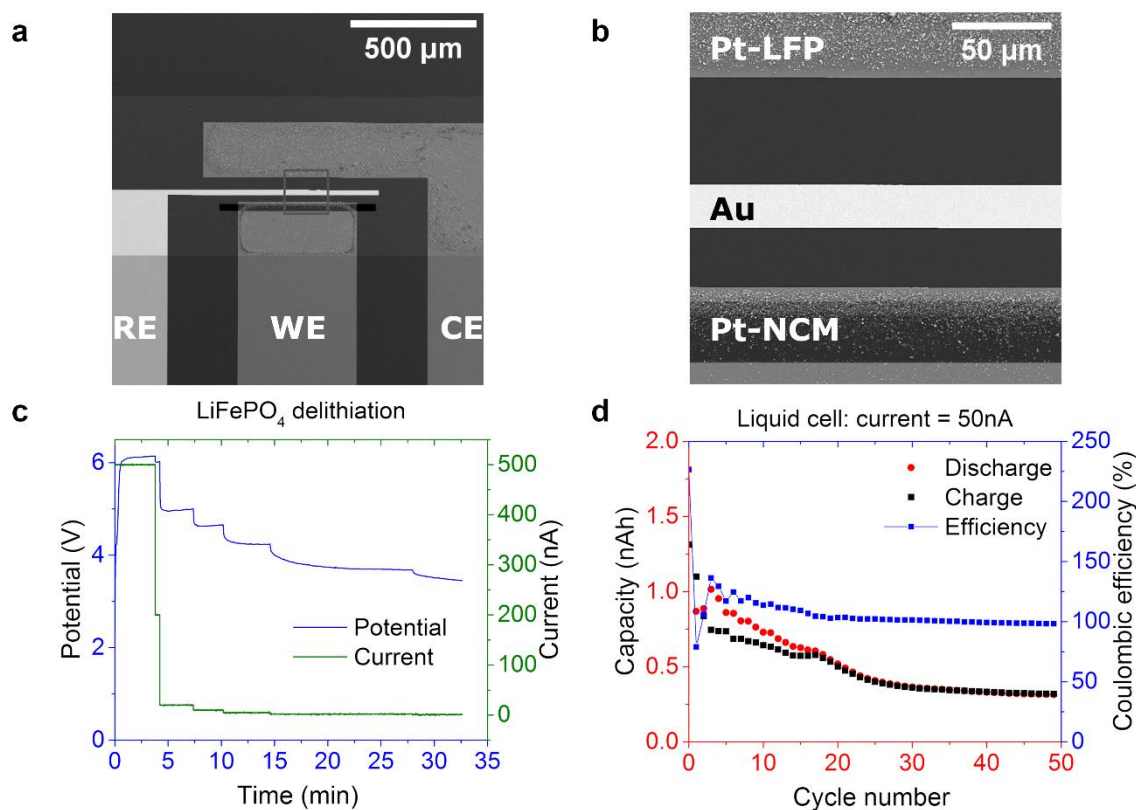 a
500 µm
RE
WE
CE
b
Pt-LFP
50 µm
Au
Pt-NCM
c
LiFePO4 delithiation
Potential (V)
6
4
2
0
Potential
Current
Current (nA)
500
400
300
200
100
0
0 5 10 15 20 25 30 35
Time (min)
d
Liquid cell: current = 50nA
Capacity (nAh)
2.0
1.5
1.0
0.5
0.0
Discharge
Charge
Efficiency
Coulombic efficiency (%)
250
200
150
100
50
0
0 10 20 30 40 50
Cycle number